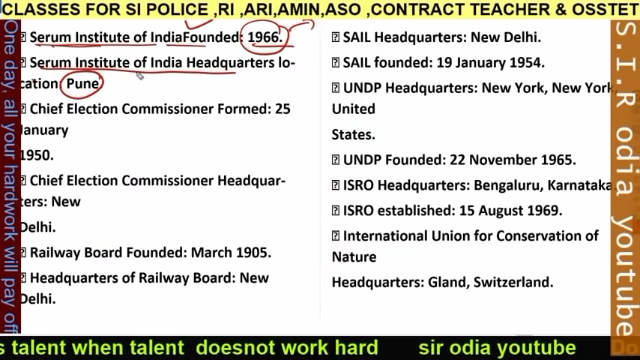 CLASSES FOR SI POLICE ,RI ,ARI,AMIN,ASO ,CONTRACT TEACHER & OSSTET
One day, all your hardwork will pay off
Serum Institute of IndiaFounded: 1966.
Serum Institute of India Headquarters lo-
cation: Pune
Chief Election Commissioner Formed: 25
January
1950.
Chief Election Commissioner Headquar-
ters: New
Delhi.
Railway Board Founded: March 1905.
Headquarters of Railway Board: New
Delhi.
SAIL Headquarters: New Delhi.
SAIL founded: 19 January 1954.
UNDP Headquarters: New York, New York,
United
States.
UNDP Founded: 22 November 1965.
ISRO Headquarters: Bengaluru, Karnataka
ISRO established: 15 August 1969.
International Union for Conservation of
Nature
Headquarters: Gland, Switzerland.
S.I.R odia youtube
Do
s talent when talent doesnot work hard sir odia youtube